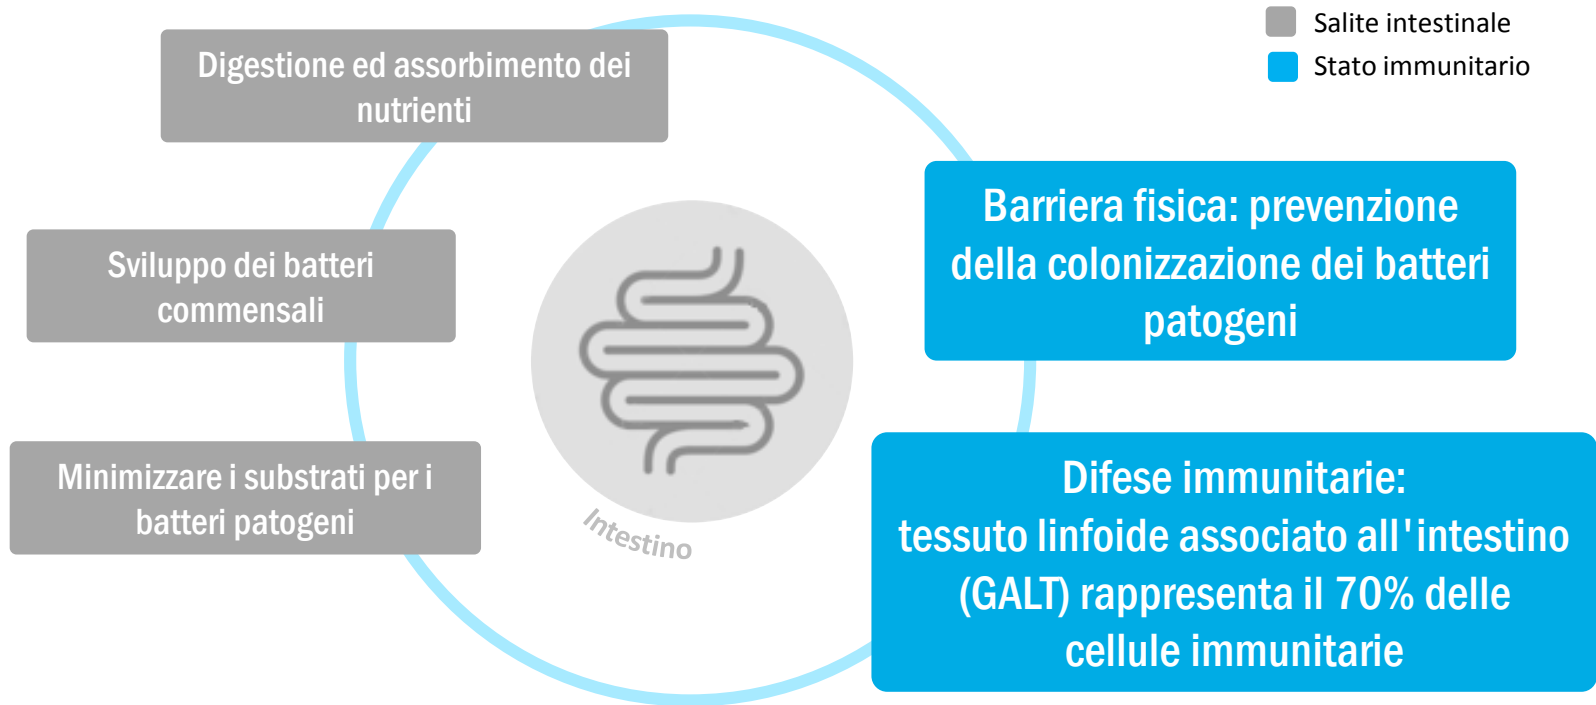 Salite intestinale
Stato immunitario
Digestione ed assorbimento dei
nutrienti
Barriera fisica: prevenzione
della colonizzazione dei batteri
patogeni
Sviluppo dei batteri
commensali
Minimizzare i substrati per i
batteri patogeni
Difese immunitarie:
tessuto linfoide associato all'intestino
(GALT) rappresenta il 70% delle
cellule immunitarie
Intestino